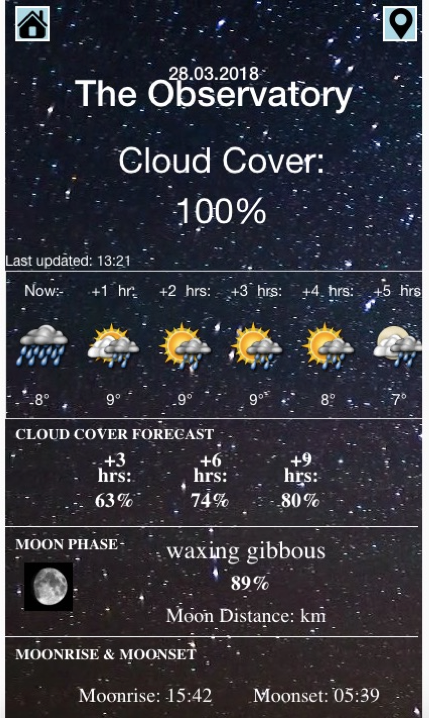 28.03.2018
The Observatory
Cloud Cover:
100%
Last updated: 13:21
Now: +1 hr: +2 hrs: +3 hrs: +4 hrs: +5 hrs
8° 9° 9° 9° 8° 7°
CLOUD COVER FORECAST
+3 +6 +9
hrs: hrs: hrs:
63% 74% 80%
MOON PHASE
waxing gibbous
89%
Moon Distance: km
MOONRISE & MOONSET
Moonrise: 15:42 Moonset: 05:39